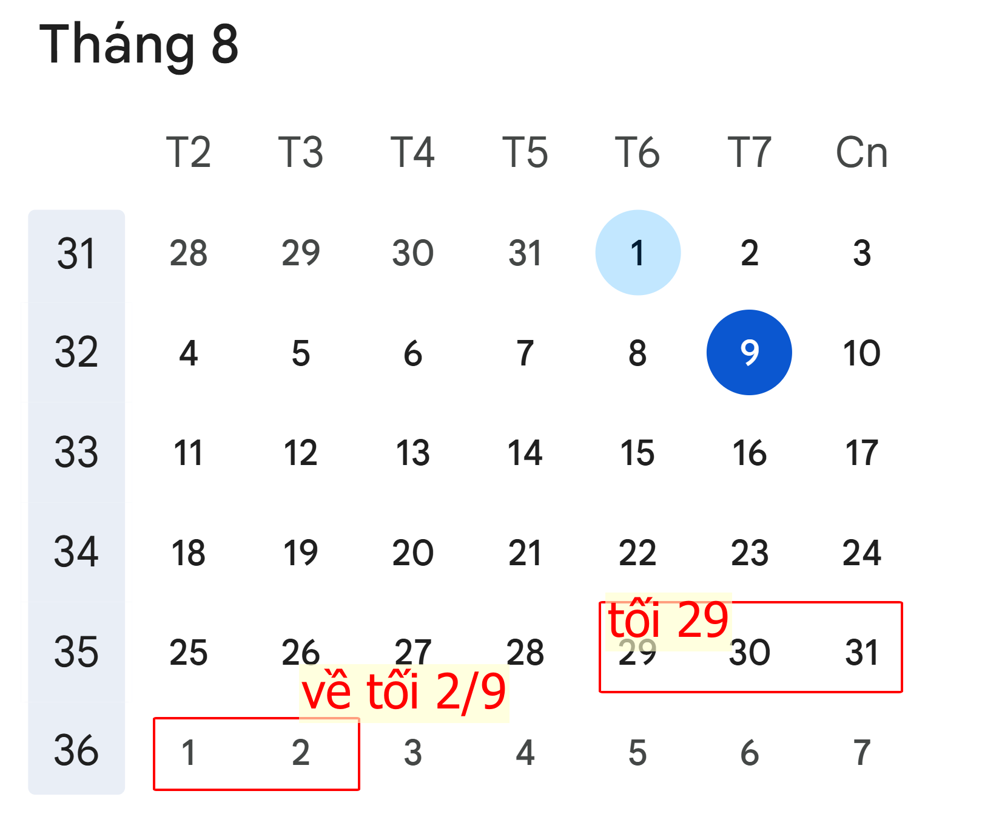 Tháng 8
T2 T3 T4 T5 T6 T7 Cn
31 28 29 30 31 1 2 3
32 4 5 6 7 8 9 10
33 11 12 13 14 15 16 17
34 18 19 20 21 22 23 24
tối 29
35 25 26 27 28 29 30 31
về tối 2/9
36 1 2 3 4 5 6 7